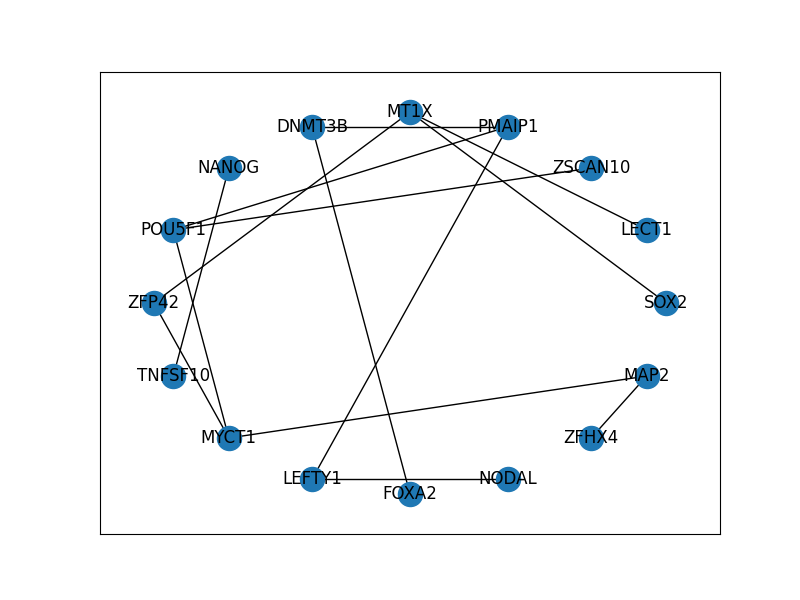 MT1X
DNMT3B
PMAIP1
NANOG
ZSCAN10
POU5F1
LECT1
ZFP42
SOX2
TNFSF10
MAP2
MYCT1
ZFHX4
LEFTY1
NODAL
FOXA2